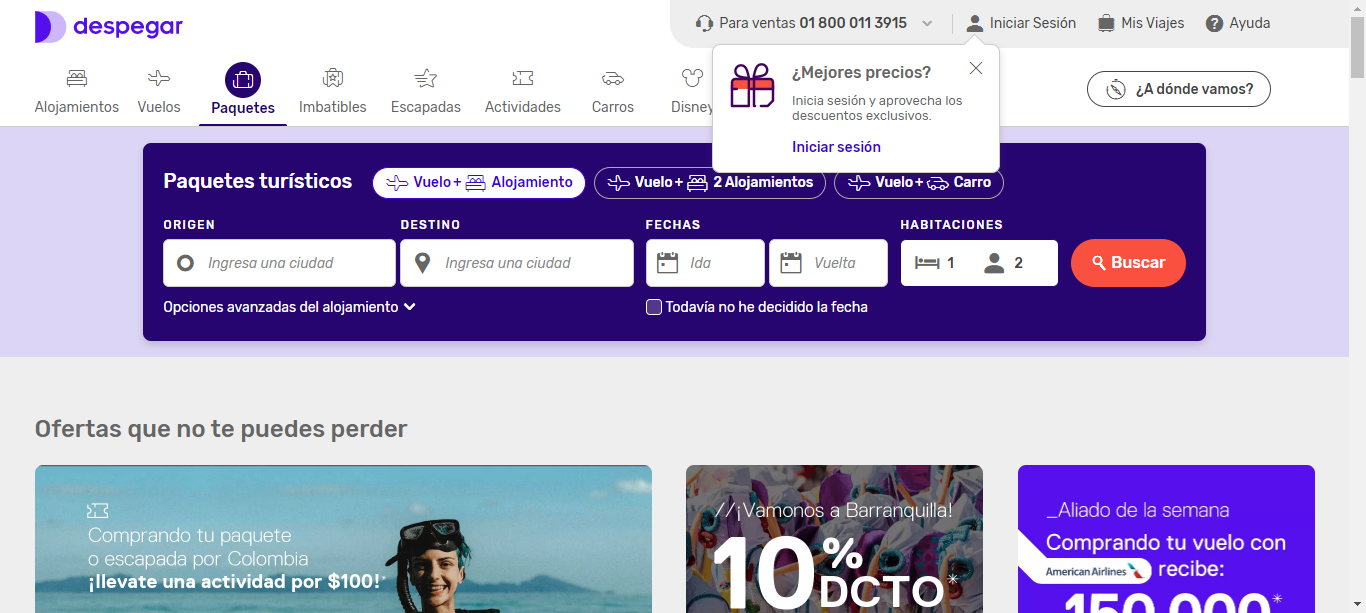 despegar
Para ventas 01 800 011 3915
Iniciar Sesión
Mis Viajes
Ayuda
Alojamientos
Vuelos
Paquetes
Imbatibles
Escapadas
Actividades
Carros
Disney
¿A dónde vamos?
¿Mejores precios?
Inicia sesión y aprovecha los
descuentos exclusivos.
Iniciar sesión
Paquetes turísticos
Vuelo + Alojamiento
Vuelo + 2 Alojamientos
Vuelo + Carro
ORIGEN
DESTINO
FECHAS
HABITACIONES
Ingresa una ciudad
Ingresa una ciudad
Ida
Vuelta
1
2
Buscar
Opciones avanzadas del alojamiento
Todavía no he decidido la fecha
Ofertas que no te puedes perder
Comprando tu paquete
o escapada por Colombia
¡llevate una actividad por $100!*
//¡Vamonos a Barranquilla!
10%
DCTO*
_Aliado de la semana
Comprando tu vuelo con
American Airlines recibe:
150.000*